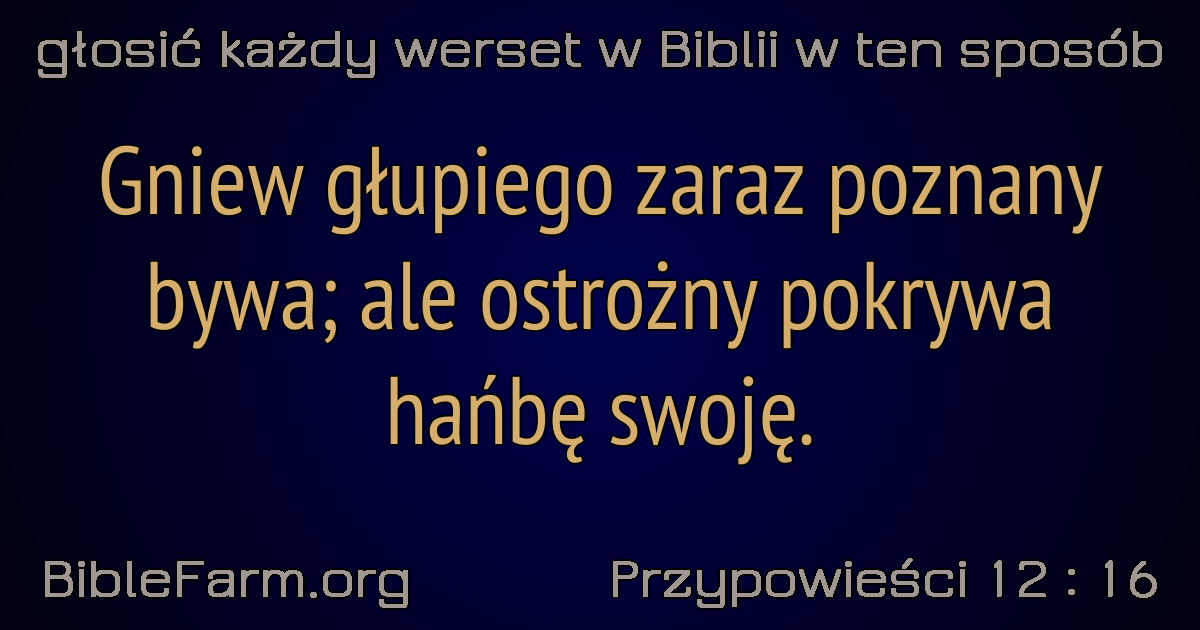 głosić każdy werset w Biblii w ten sposób
Gniew głupiego zaraz poznany
bywa; ale ostrożny pokrywa
hańbę swoję.
BibleFarm.org
Przypowieści 12 : 16